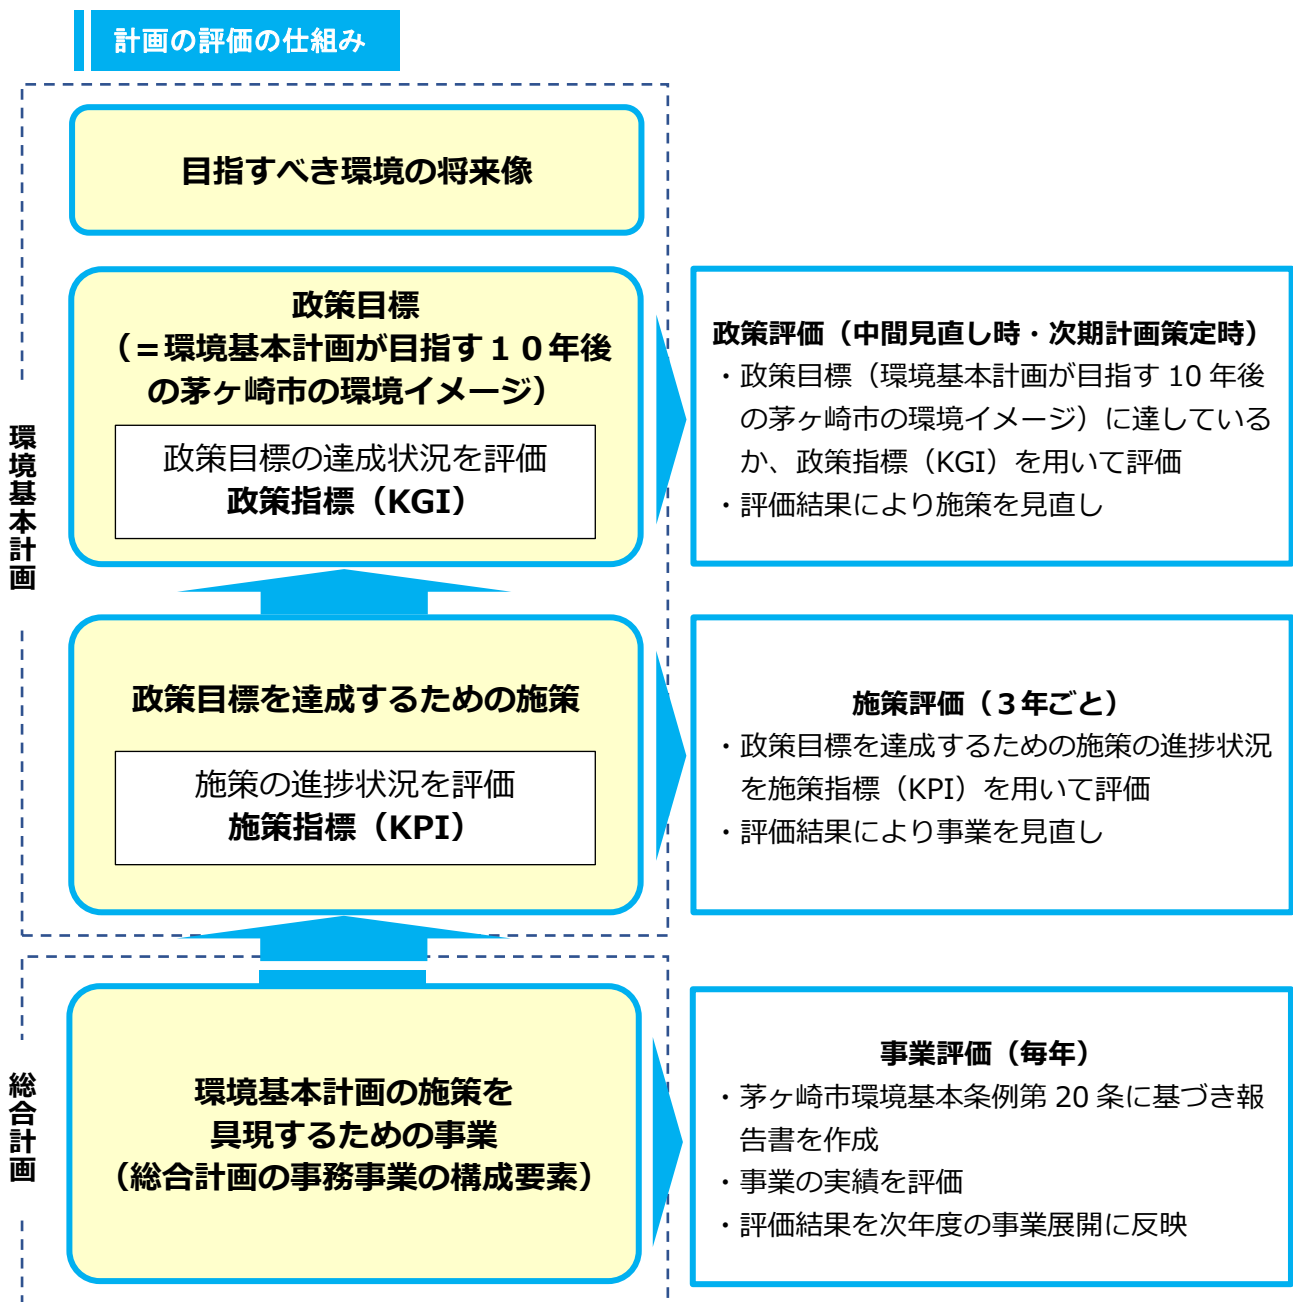 計画の評価の仕組み
目指すべき環境の将来像
環境基本計画
政策目標
（＝環境基本計画が目指す１０年後
の茅ヶ崎市の環境イメージ）
政策目標の達成状況を評価
政策指標（KGI）
政策評価（中間見直し時・次期計画策定時）
・政策目標（環境基本計画が目指す 10 年後
の茅ヶ崎市の環境イメージ）に達している
か、政策指標（KGI）を用いて評価
・評価結果により施策を見直し
政策目標を達成するための施策
施策の進捗状況を評価
施策指標（KPI）
施策評価（３年ごと）
・政策目標を達成するための施策の進捗状況
を施策指標（KPI）を用いて評価
・評価結果により事業を見直し
総合計画
環境基本計画の施策を
具現するための事業
（総合計画の事務事業の構成要素）
事業評価（毎年）
・茅ヶ崎市環境基本条例第 20 条に基づき報
告書を作成
・事業の実績を評価
・評価結果を次年度の事業展開に反映